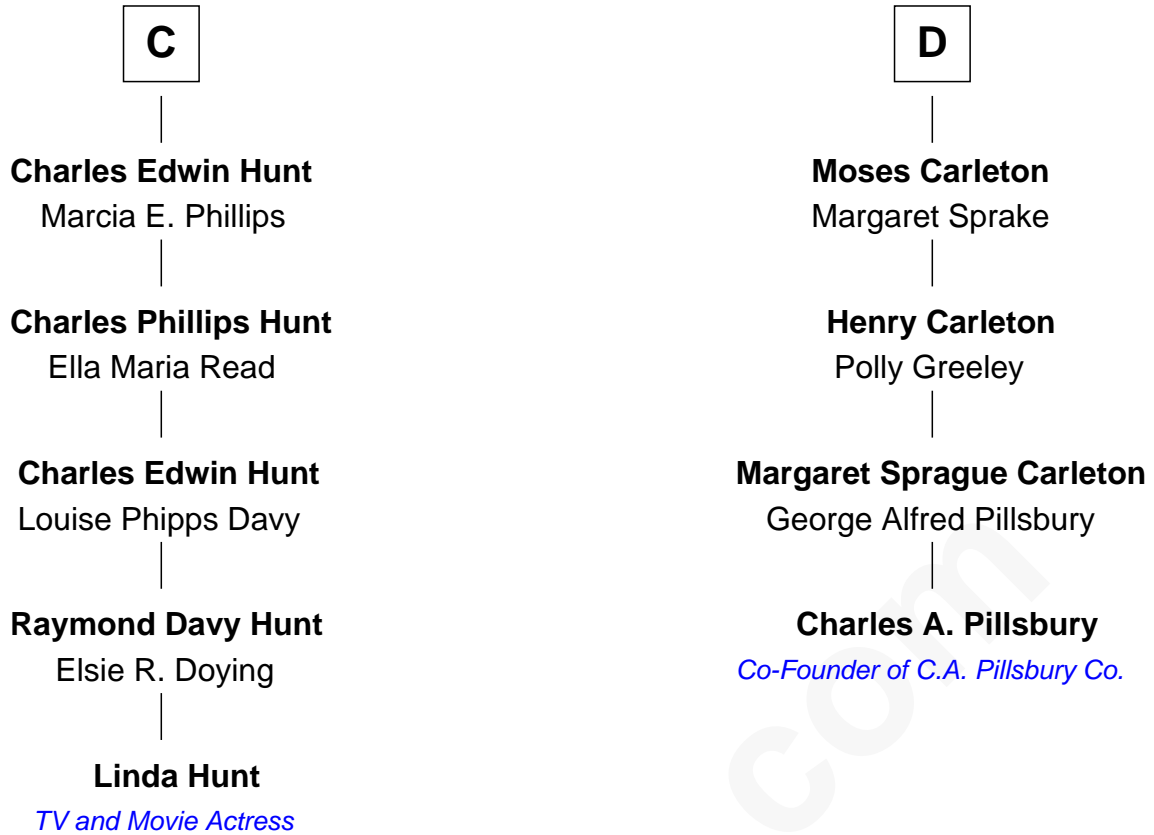 C
Charles Edwin Hunt
Marcia E. Phillips
Charles Phillips Hunt
Ella Maria Read
Charles Edwin Hunt
Louise Phipps Davy
Raymond Davy Hunt
Elsie R. Doying
Linda Hunt
TV and Movie Actress
D
Moses Carleton
Margaret Sprake
Henry Carleton
Polly Greeley
Margaret Sprague Carleton
George Alfred Pillsbury
Charles A. Pillsbury
Co-Founder of C.A. Pillsbury Co.
com